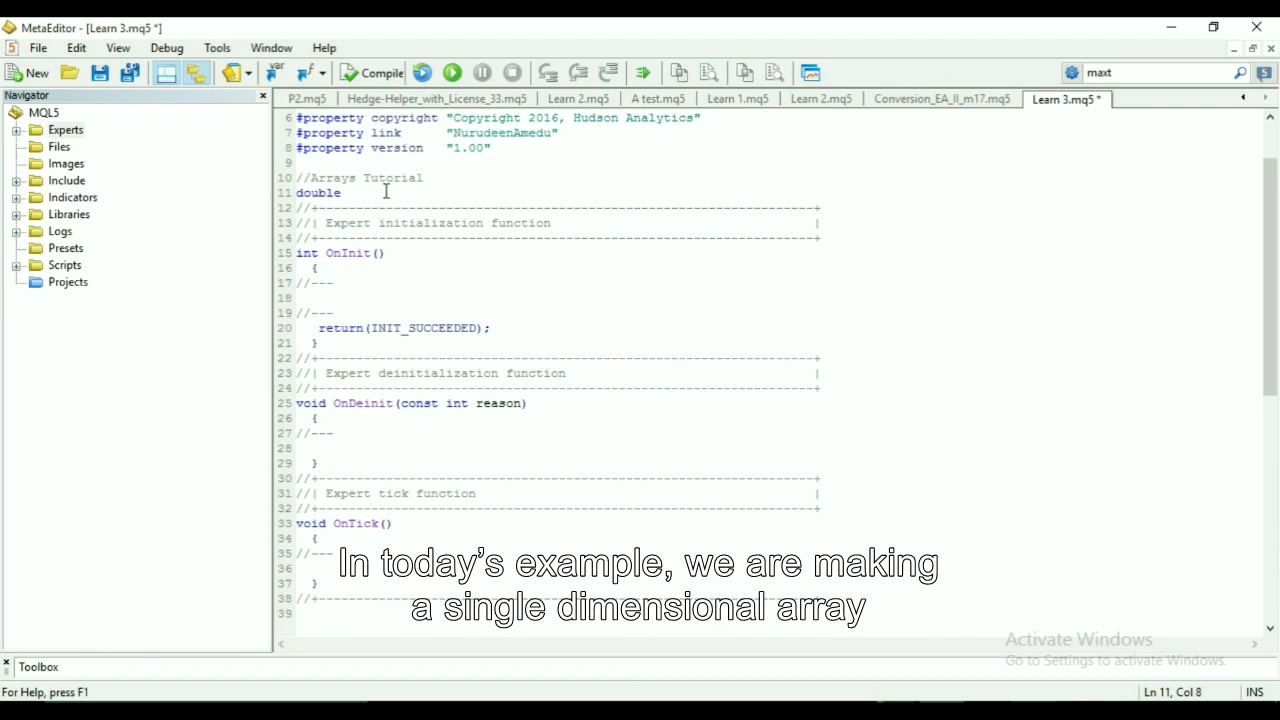 MetaEditor - [Learn 3.mq5 *]
File Edit View Debug Tools Window Help
New Compile maxt
Navigator
P2.mq5 Hedge-Helper_with_License_33.mq5 Learn 2.mq5 A test.mq5 Learn 1.mq5 Learn 2.mq5 Conversion_EA_II_m17.mq5 Learn 3.mq5 *
MQL5
Experts
Files
Images
Include
Indicators
Libraries
Logs
Presets
Scripts
Projects
6 #property copyright "Copyright 2016, Hudson Analytics"
7 #property link      "NurudeenAmedu"
8 #property version   "1.00"
9
10 //Arrays Tutorial
11 double
12 //+------------------------------------------------------------------+
13 //| Expert initialization function                                   |
14 //+------------------------------------------------------------------+
15 int OnInit()
16   {
17 //---
18
19 //---
20    return(INIT_SUCCEEDED);
21   }
22 //+------------------------------------------------------------------+
23 //| Expert deinitialization function                                 |
24 //+------------------------------------------------------------------+
25 void OnDeinit(const int reason)
26   {
27 //---
28
29   }
30 //+------------------------------------------------------------------+
31 //| Expert tick function                                             |
32 //+------------------------------------------------------------------+
33 void OnTick()
34   {
35 //---
36
37   }
38 //+------------------------------------------------------------------+
39
In today’s example, we are making
a single dimensional array
Activate Windows
Go to Settings to activate Windows.
Toolbox
For Help, press F1 Ln 11, Col 8 INS